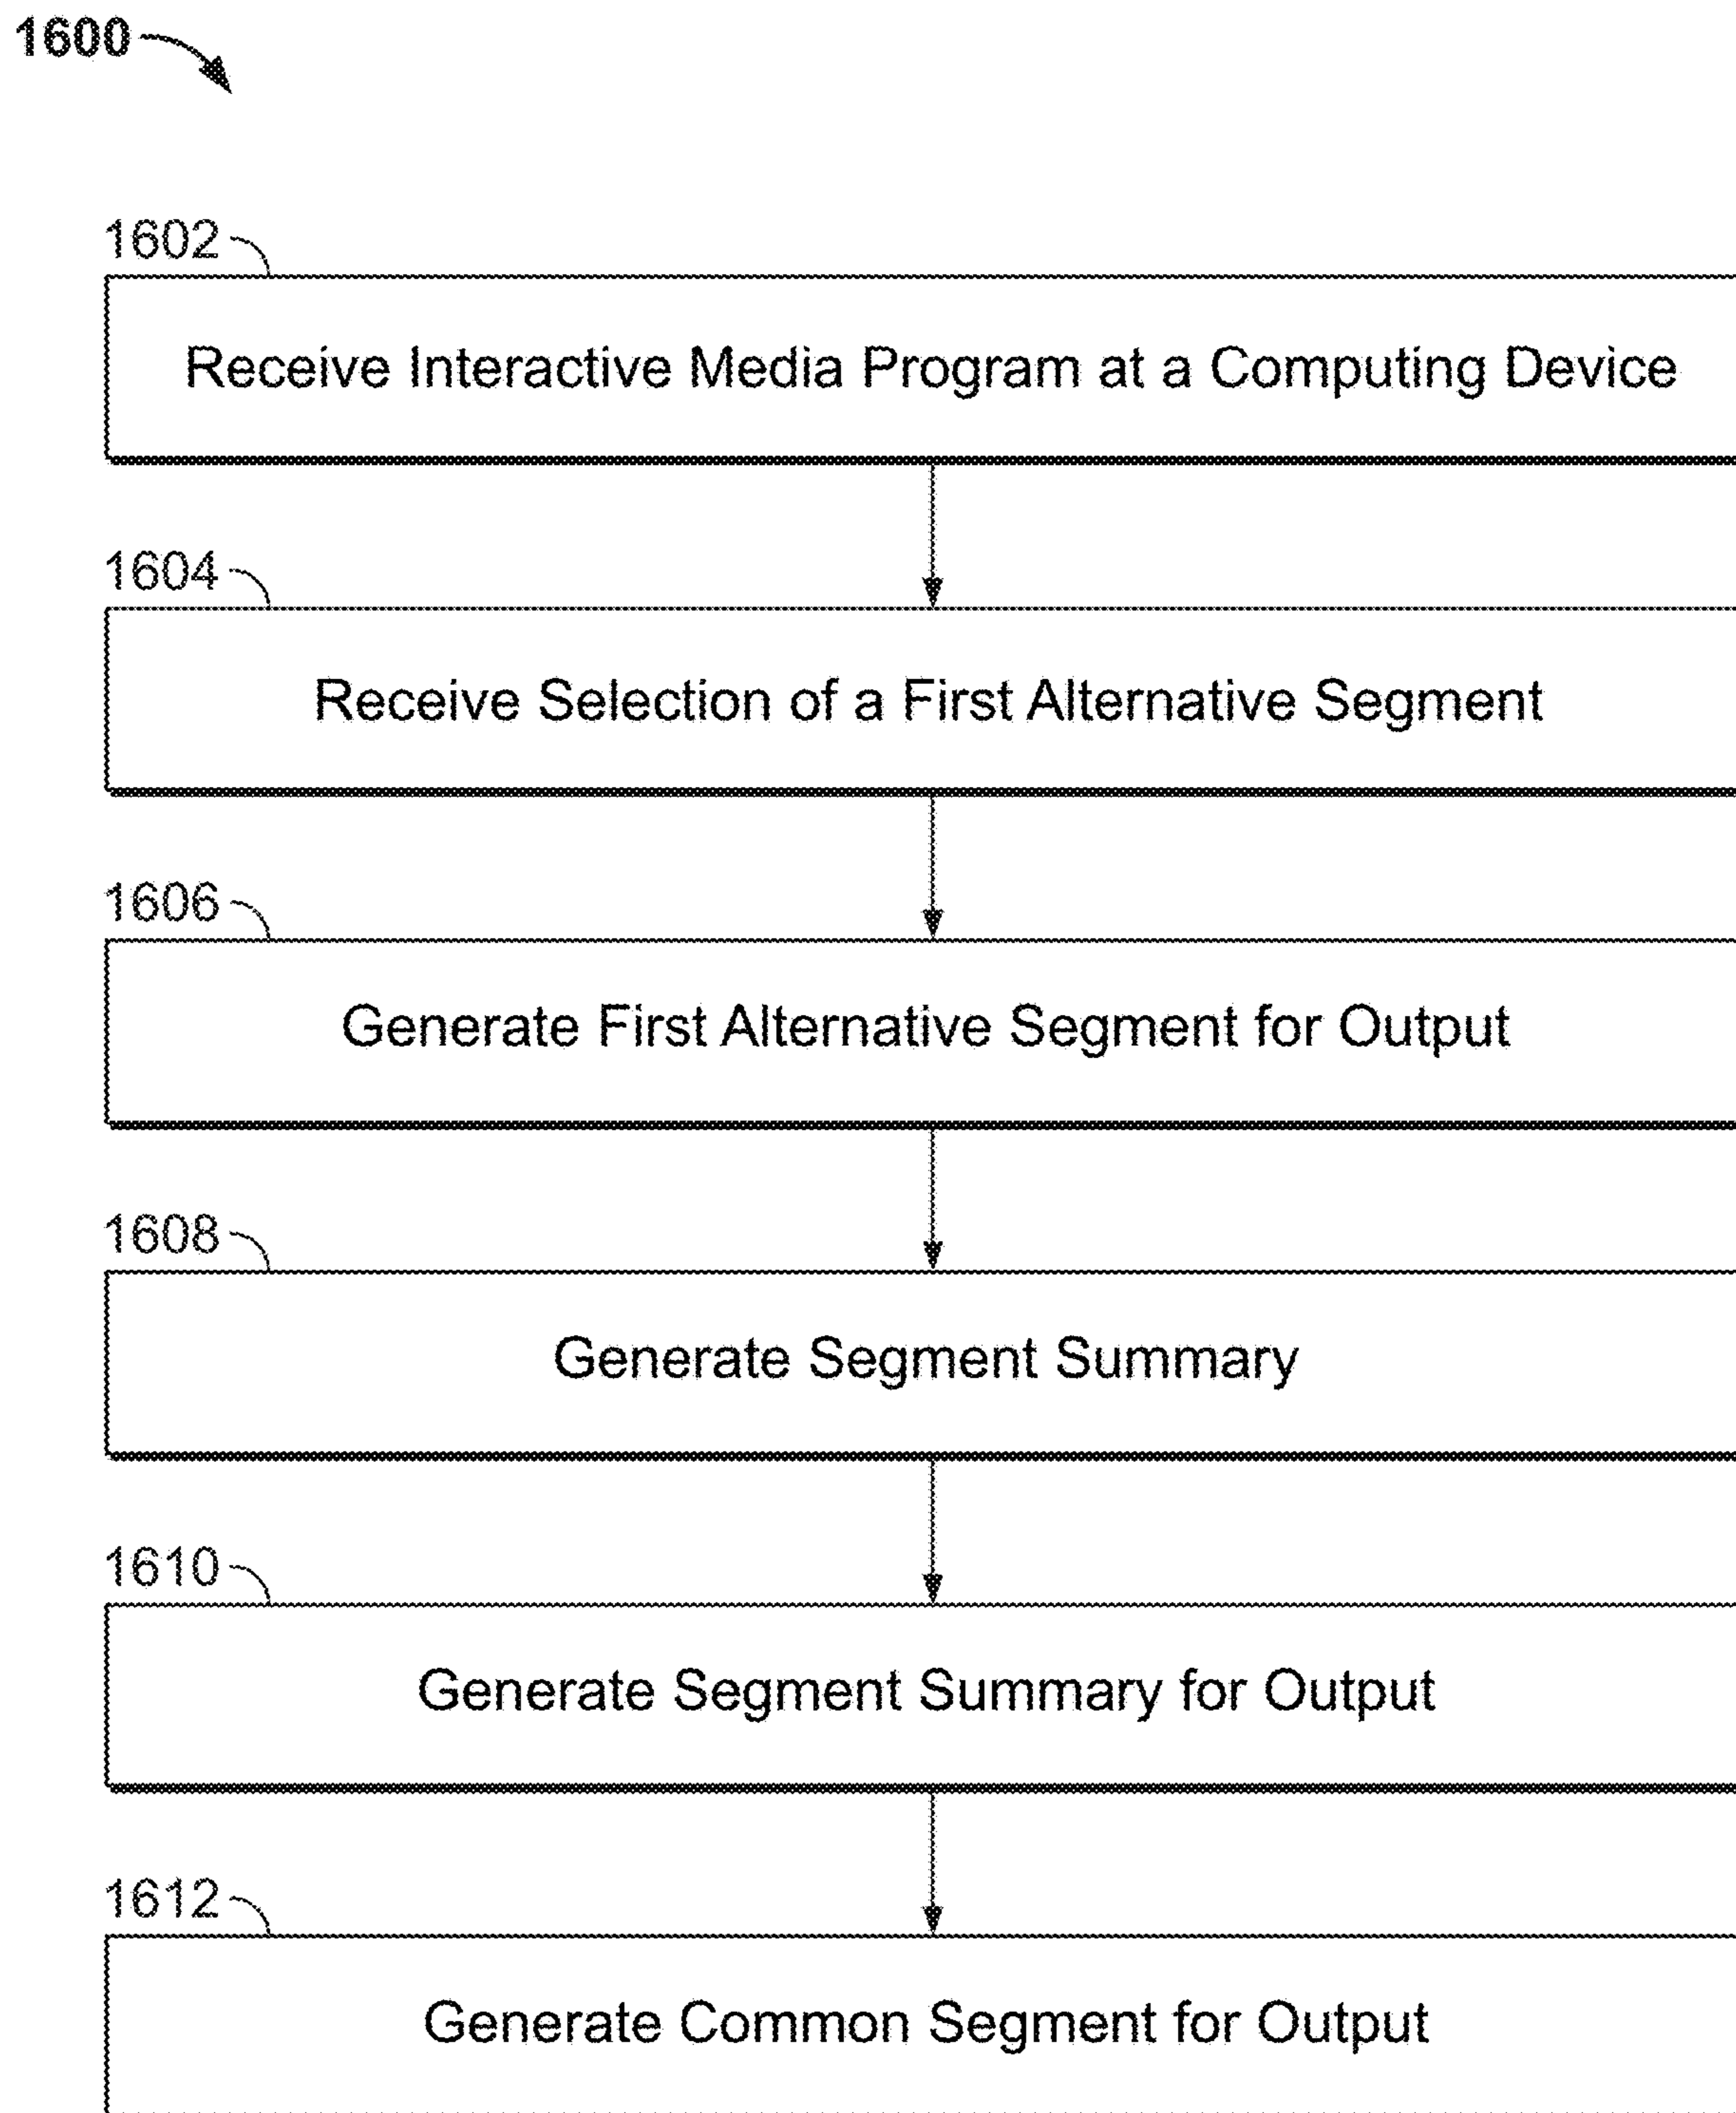 1600
1602
Receive Interactive Media Program at a Computing Device
1604
Receive Selection of a First Alternative Segment
1606
Generate First Alternative Segment for Output
1608
Generate Segment Summary
1610
Generate Segment Summary for Output
1612
Generate Common Segment for Output